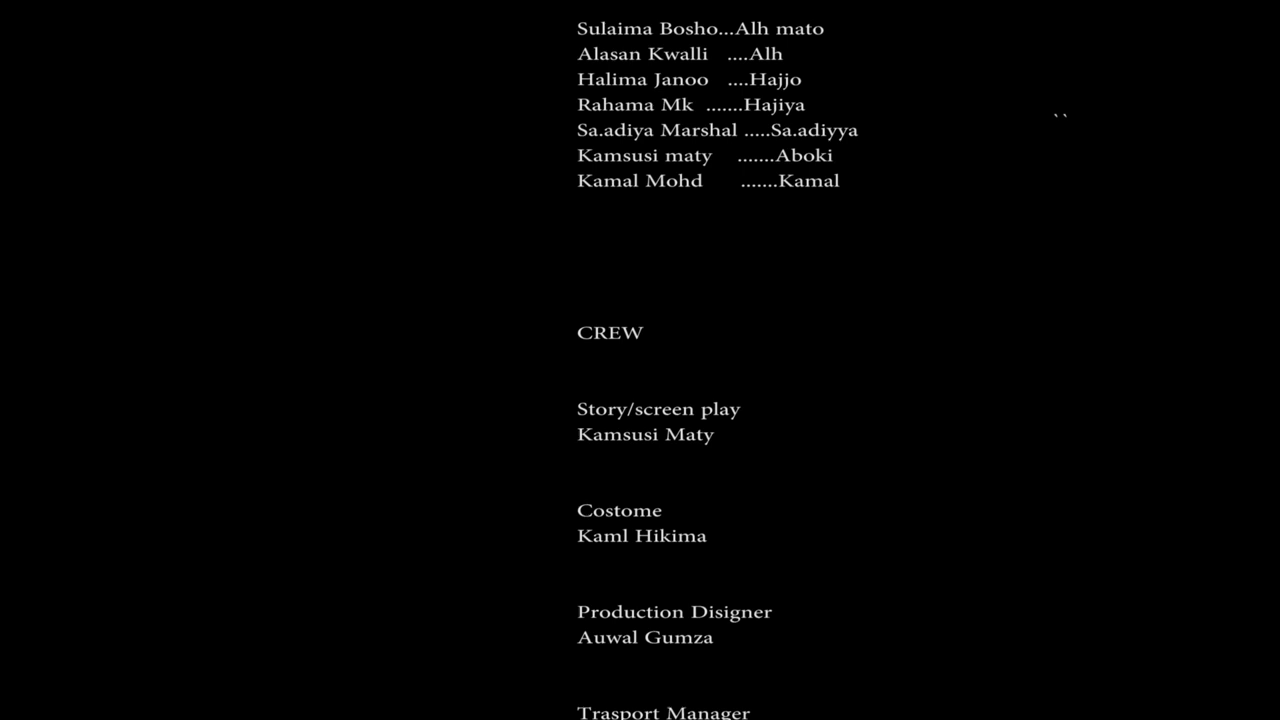 Sulaima Bosho...Alh mato
Alasan Kwalli ....Alh
Halima Janoo ....Hajjo
Rahama Mk .......Hajiya
``
Sa.adiya Marshal .....Sa.adiyya
Kamsusi maty .......Aboki
Kamal Mohd .......Kamal
CREW
Story/screen play
Kamsusi Maty
Costome
Kaml Hikima
Production Disigner
Auwal Gumza
Trasport Manager